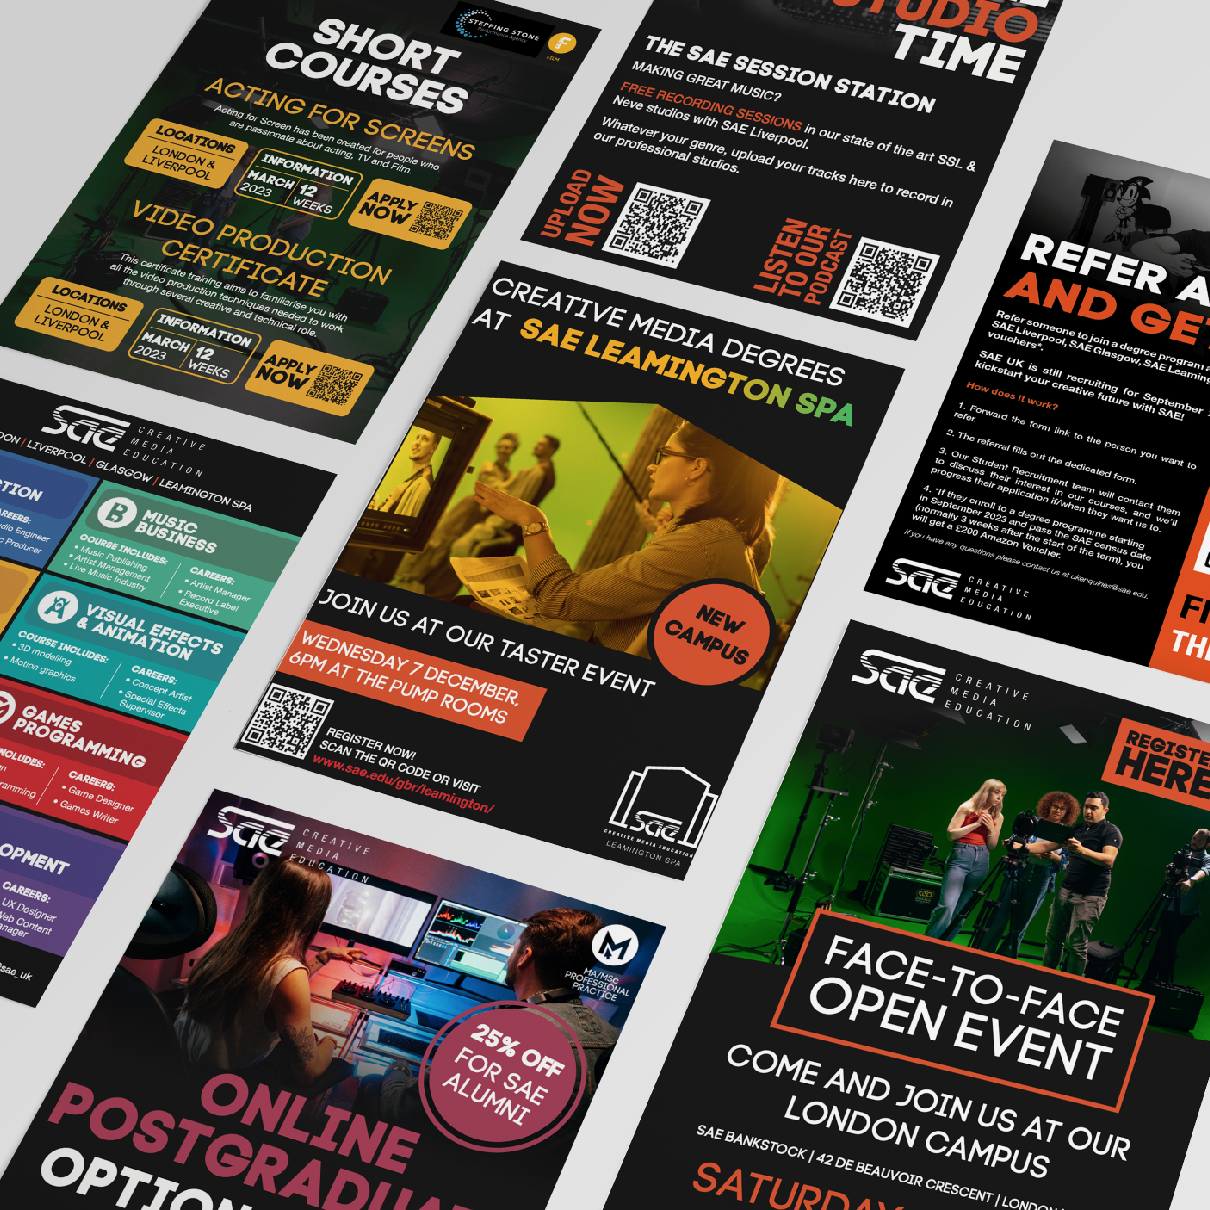 STEPPING STONE
FILM
SHORT
COURSES
ACTING FOR SCREENS
Acting for Screen has been created for people who
are passionate about acting, TV and Film
LOCATIONS
LONDON &
LIVERPOOL
INFORMATION
MARCH
2023
12
WEEKS
APPLY
NOW
VIDEO PRODUCTION
CERTIFICATE
This certificate training aims to familiarise you with
all the video production techniques needed to work
through several creative and technical role.
LOCATIONS
LONDON &
LIVERPOOL
INFORMATION
MARCH
2023
12
WEEKS
APPLY
NOW
STUDIO
TIME
THE SAE SESSION STATION
MAKING GREAT MUSIC?
FREE RECORDING SESSIONS in our state of the art SSL &
Neve studios with SAE Liverpool.
Whatever your genre, upload your tracks here to record in
our professional studios.
UPLOAD
NOW
LISTEN
TO OUR
PODCAST
REFER A
AND GET
Refer someone to join a degree program a
SAE Liverpool, SAE Glasgow, SAE Leaming
vouchers*.
SAE UK is still recruiting for September
kickstart your creative future with SAE!
How does it work?
1. Forward the form link to the person you want to
refer
2. The referral fills out the dedicated form.
3. Our Student Recruitment team will contact them
to discuss their interest in our courses, and we'll
progress their application if/when they want us to.
4. *If they enroll to a degree programme starting
in September 2023 and pass the SAE census date
(normally 3 weeks after the start of the term), you
will get a £200 Amazon Voucher.
If you have any questions please contact us at ukenquiries@sae.edu.
sae
CREATIVE
MEDIA
EDUCATION
FR
THI
sae
CREATIVE
MEDIA
EDUCATION
DON | LIVERPOOL | GLASGOW | LEAMINGTON SPA
TION
CAREERS:
dio Engineer
c Producer
B
MUSIC
BUSINESS
COURSE INCLUDES:
• Music Publishing
• Artist Management
• Live Music Industry
CAREERS:
• Artist Manager
• Record Label
Executive
VISUAL EFFECTS
& ANIMATION
COURSE INCLUDES:
• 3D modelling
• Motion graphics
CAREERS:
• Concept Artist
• Special Effects
Supervisor
GAMES
PROGRAMMING
NCLUDES:
ramming
CAREERS:
• Game Designer
• Games Writer
OPMENT
CAREERS:
UX Designer
Web Content
anager
@sae_uk
CREATIVE MEDIA DEGREES
AT SAE LEAMINGTON SPA
NEW
CAMPUS
JOIN US AT OUR TASTER EVENT
WEDNESDAY 7 DECEMBER,
6PM AT THE PUMP ROOMS
REGISTER NOW!
SCAN THE QR CODE OR VISIT
www.sae.edu/gbr/leamington/
sae
CREATIVE MEDIA EDUCATION
LEAMINGTON SPA
sae
CREATIVE
MEDIA
EDUCATION
M
MA/MSC
PROFESSIONAL
PRACTICE
25% OFF
FOR SAE
ALUMNI
ONLINE
POSTGRADUA
OPTION
sae
CREATIVE
MEDIA
EDUCATION
REGISTE
HERE
FACE-TO-FACE
OPEN EVENT
COME AND JOIN US AT OUR
LONDON CAMPUS
SAE BANKSTOCK | 42 DE BEAUVOIR CRESCENT | LONDON
SATURDAY